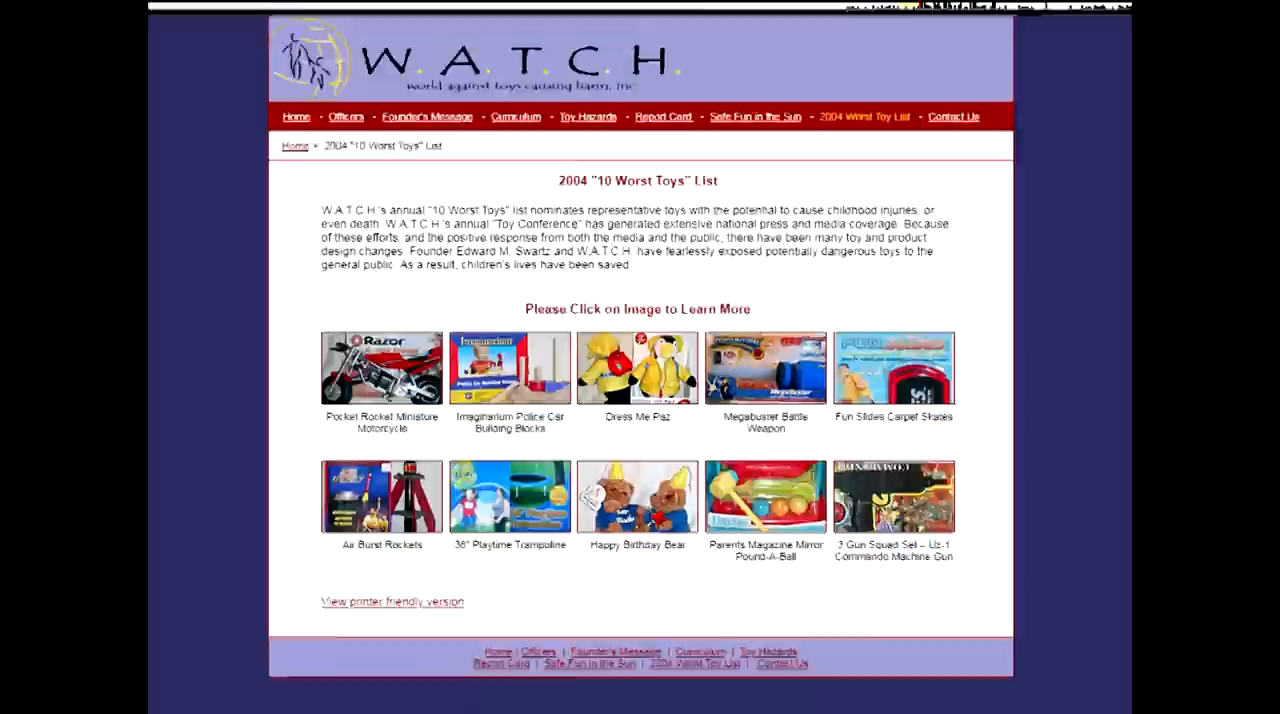 W.A.T.C.H.
world against toys causing harm, inc.
Home - Officers - Founder's Message - Curriculum - Toy Hazards - Report Card - Safe Fun in the Sun - 2004 Worst Toy List - Contact Us
Home > 2004 "10 Worst Toys" List
2004 "10 Worst Toys" List
W.A.T.C.H.'s annual "10 Worst Toys" list nominates representative toys with the potential to cause childhood injuries, or
even death. W.A.T.C.H.'s annual "Toy Conference" has generated extensive national press and media coverage. Because
of these efforts, and the positive response from both the media and the public, there have been many toy and product
design changes. Founder Edward M. Swartz and W.A.T.C.H. have fearlessly exposed potentially dangerous toys to the
general public. As a result, children's lives have been saved.
Please Click on Image to Learn More
Razor
Imaginarium
Pocket Rocket Miniature
Motorcycle
Imaginarium Police Car
Building Blocks
Dress Me Paz
Megabuster Battle
Weapon
Fun Slides Carpet Skates
Air Burst Rockets
36" Playtime Trampoline
Happy Birthday Bear
Parents Magazine Mirror
Pound-A-Ball
3 Gun Squad Set – Uz-1
Commando Machine Gun
View printer friendly version
Home | Officers | Founder's Message | Curriculum | Toy Hazards
Report Card | Safe Fun in the Sun | 2004 Worst Toy List | Contact Us